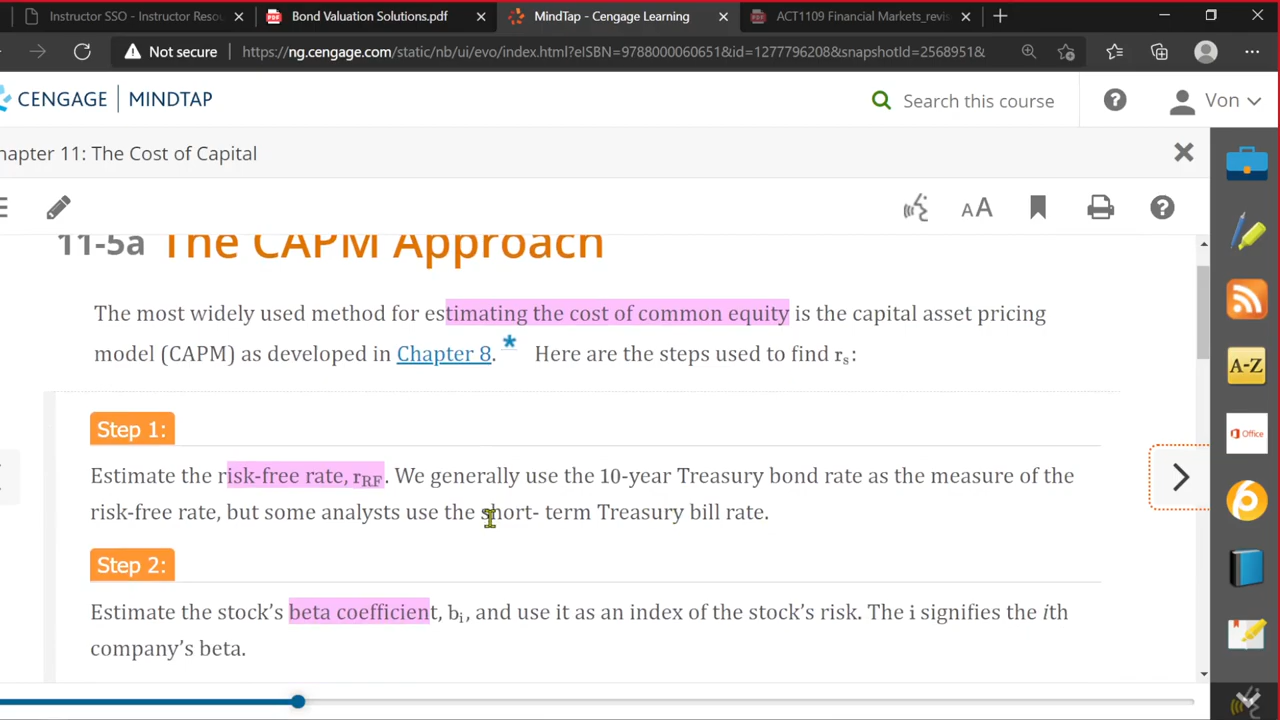 Instructor SSO - Instructor Resou
Bond Valuation Solutions.pdf
MindTap - Cengage Learning
ACT1109 Financial Markets_revis
Not secure
https://ng.cengage.com/static/nb/ui/evo/index.html?eISBN=9788000060651&id=1277796208&snapshotId=2568951&
CENGAGE | MINDTAP
Search this course
Von
hapter 11: The Cost of Capital
AA
11-5a The CAPM Approach
The most widely used method for estimating the cost of common equity is the capital asset pricing
model (CAPM) as developed in Chapter 8.* Here are the steps used to find rs:
Step 1:
Estimate the risk-free rate, rRF. We generally use the 10-year Treasury bond rate as the measure of the
risk-free rate, but some analysts use the short- term Treasury bill rate.
Step 2:
Estimate the stock's beta coefficient, bi, and use it as an index of the stock's risk. The i signifies the ith
company's beta.
A-Z
Office